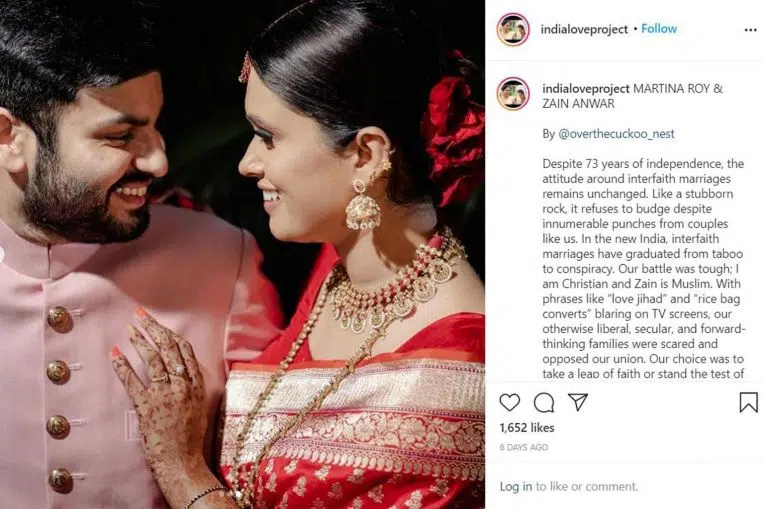 indialoveproject • Follow
indialoveproject MARTINA ROY &
ZAIN ANWAR
By @overthecuckoo_nest
Despite 73 years of independence, the
attitude around interfaith marriages
remains unchanged. Like a stubborn
rock, it refuses to budge despite
innumerable punches from couples
like us. In the new India, interfaith
marriages have graduated from taboo
to conspiracy. Our battle was tough; I
am Christian and Zain is Muslim. With
phrases like “love jihad” and “rice bag
converts” blaring on TV screens, our
otherwise liberal, secular, and forward-
thinking families were scared and
opposed our union. Our choice was to
take a leap of faith or stand the test of
1,652 likes
6 DAYS AGO
Log in to like or comment.